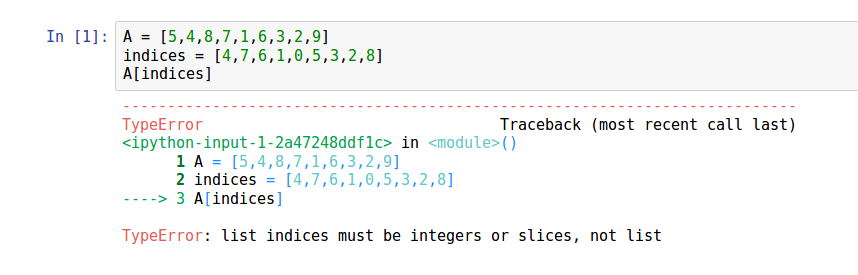 In [1]: A = [5,4,8,7,1,6,3,2,9]
indices = [4,7,6,1,0,5,3,2,8]
A[indices]
---------------------------------------------------------------------------
TypeError                                 Traceback (most recent call last)
<ipython-input-1-2a47248ddf1c> in <module>()
      1 A = [5,4,8,7,1,6,3,2,9]
      2 indices = [4,7,6,1,0,5,3,2,8]
----> 3 A[indices]
TypeError: list indices must be integers or slices, not list